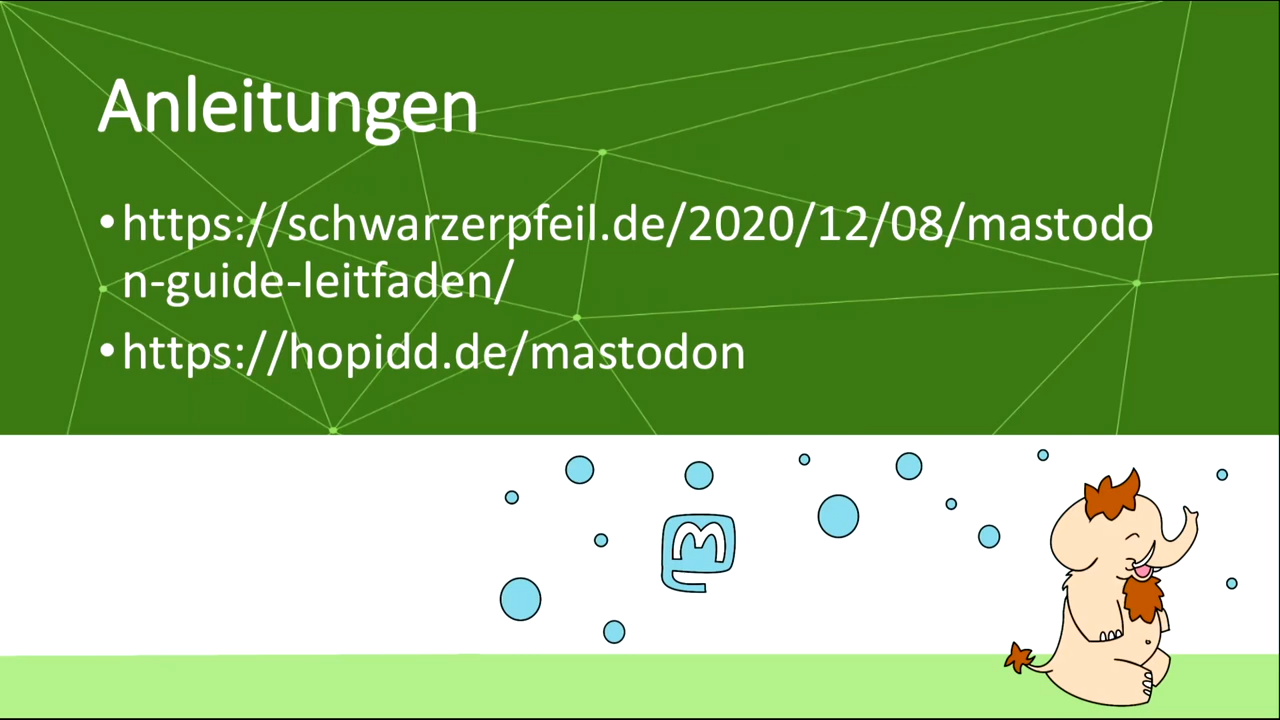 Anleitungen
•https://schwarzerpfeil.de/2020/12/08/mastodo
n-guide-leitfaden/
•https://hopidd.de/mastodon